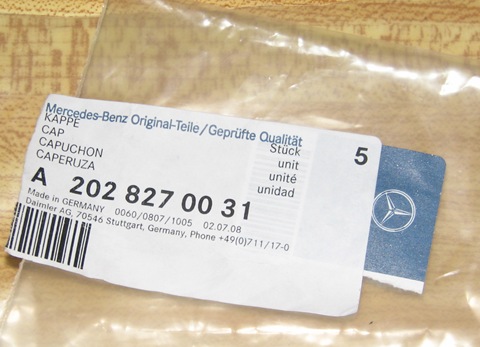 Mercedes-Benz Original-Teile/Geprüfte Qualität
KAPPE
CAP
CAPUCHON
CAPERUZA
Stück
unit
unité
unidad
5
A 202 827 00 31
Made in GERMANY 0060/0807/1005 02.07.08
Daimler AG, 70546 Stuttgart, Germany, Phone +49(0)711/17-0